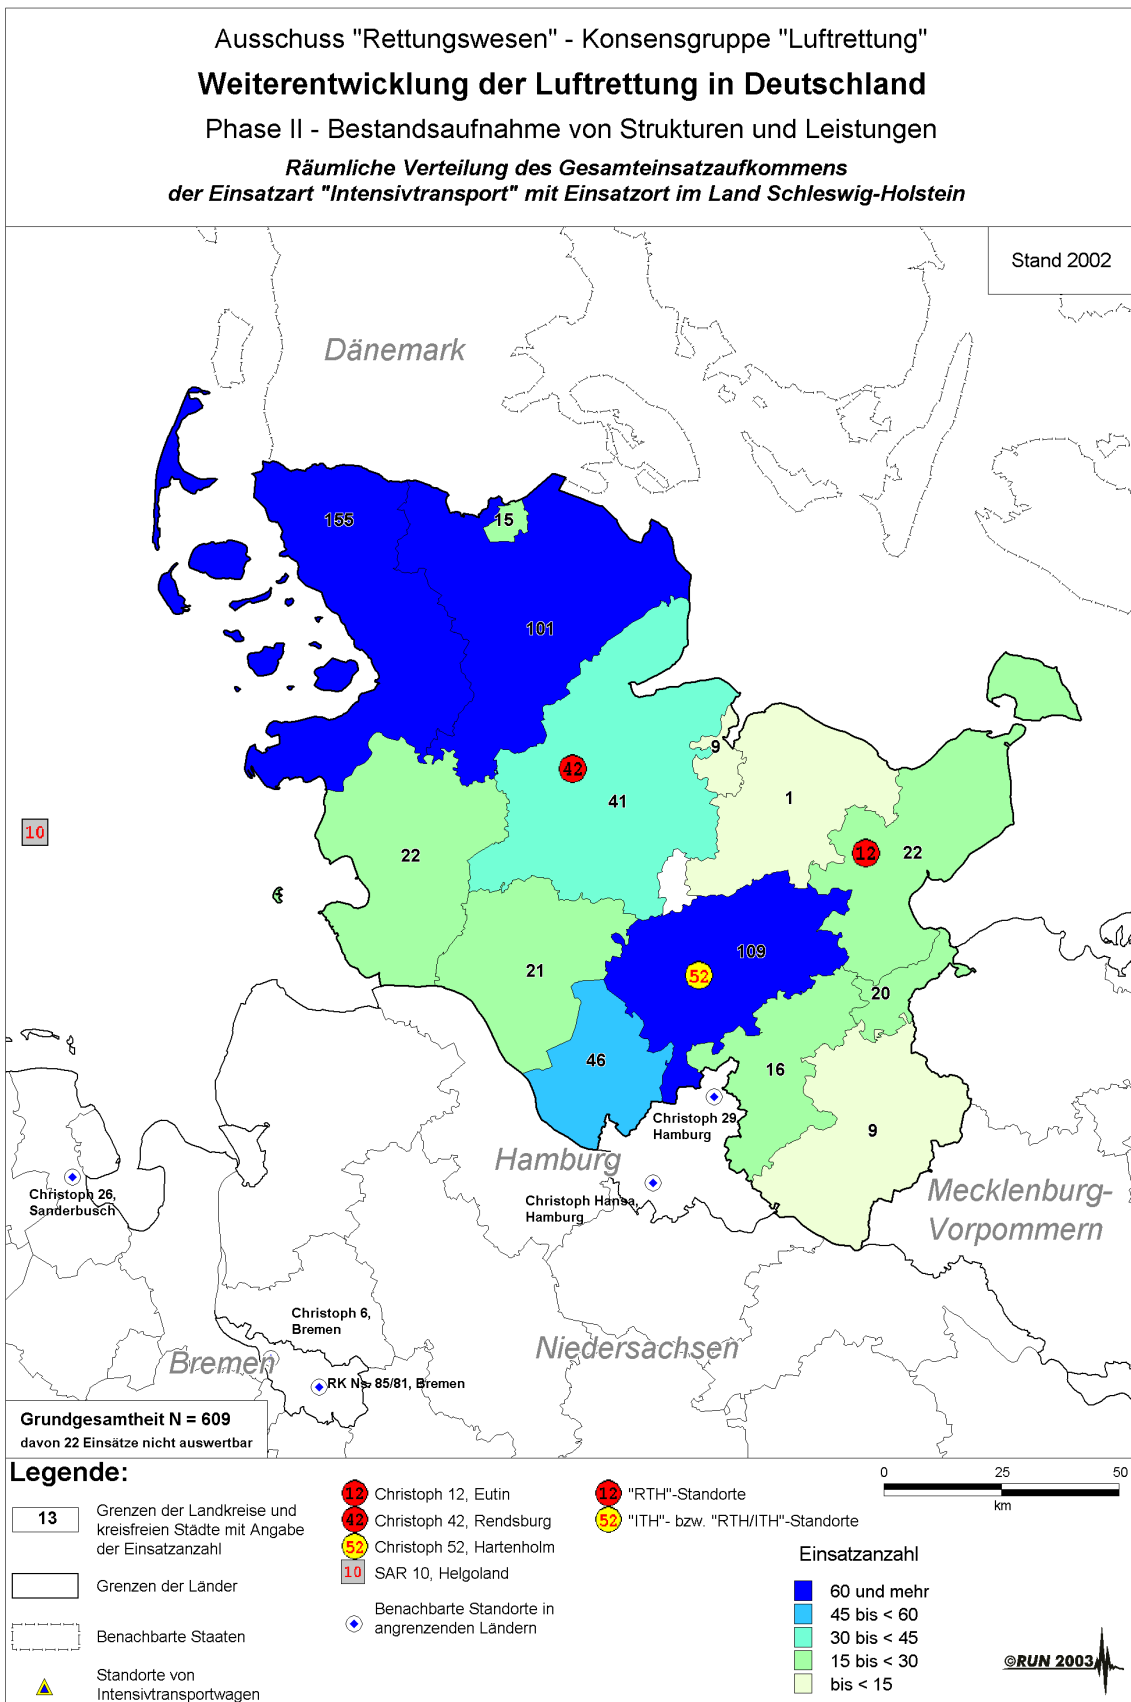 Ausschuss "Rettungswesen" - Konsensgruppe "Luftrettung"
Weiterentwicklung der Luftrettung in Deutschland
Phase II - Bestandsaufnahme von Strukturen und Leistungen
Räumliche Verteilung des Gesamteinsatzaufkommens
der Einsatzart "Intensivtransport" mit Einsatzort im Land Schleswig-Holstein
Stand 2002
Dänemark
155
15
101
9
42
41
1
10
22
12
22
109
21
52
20
46
16
Christoph 29,
Hamburg
9
Hamburg
Christoph 26,
Sanderbusch
Christoph Hansa,
Hamburg
Mecklenburg-
Vorpommern
Christoph 6,
Bremen
Niedersachsen
Bremen
RK Ns. 85/81, Bremen
Grundgesamtheit N = 609
davon 22 Einsätze nicht auswertbar
Legende:
13
Grenzen der Landkreise und
kreisfreien Städte mit Angabe
der Einsatzanzahl
Grenzen der Länder
Benachbarte Staaten
Standorte von
Intensivtransportwagen
12 Christoph 12, Eutin
42 Christoph 42, Rendsburg
52 Christoph 52, Hartenholm
10 SAR 10, Helgoland
Benachbarte Standorte in
angrenzenden Ländern
12 "RTH"-Standorte
52 "ITH"- bzw. "RTH/ITH"-Standorte
0 25 50
km
Einsatzanzahl
60 und mehr
45 bis < 60
30 bis < 45
15 bis < 30
bis < 15
©RUN 2003